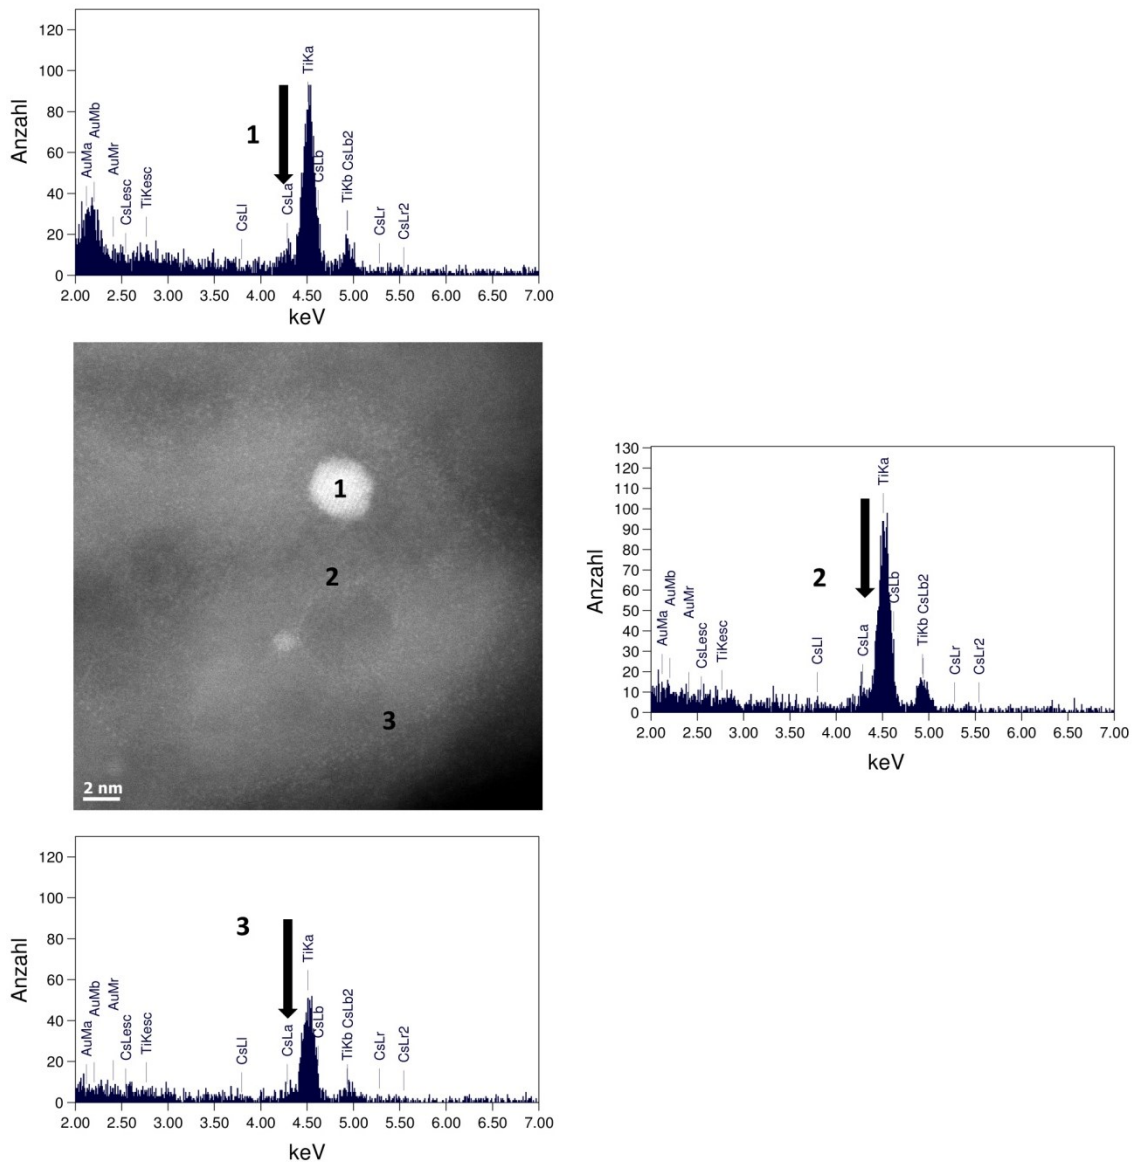 Anzahl
120
100
80
60
40
20
0
AuMa
AuMb
AuMr
CsLesc
TiKesc
CsLl
CsLa
TiKa
CsLb
TiKb CsLb2
CsLr
CsLr2
1
2.00 2.50 3.00 3.50 4.00 4.50 5.00 5.50 6.00 6.50 7.00
keV
1
2
3
2 nm
Anzahl
130
120
110
100
90
80
70
60
50
40
30
20
10
0
AuMa
AuMb
AuMr
CsLesc
TiKesc
CsLl
CsLa
TiKa
CsLb
TiKb CsLb2
CsLr
CsLr2
2
2.00 2.50 3.00 3.50 4.00 4.50 5.00 5.50 6.00 6.50 7.00
keV
Anzahl
120
100
80
60
40
20
0
AuMa
AuMb
AuMr
CsLesc
TiKesc
CsLl
CsLa
TiKa
CsLb
TiKb CsLb2
CsLr
CsLr2
3
2.00 2.50 3.00 3.50 4.00 4.50 5.00 5.50 6.00 6.50 7.00
keV